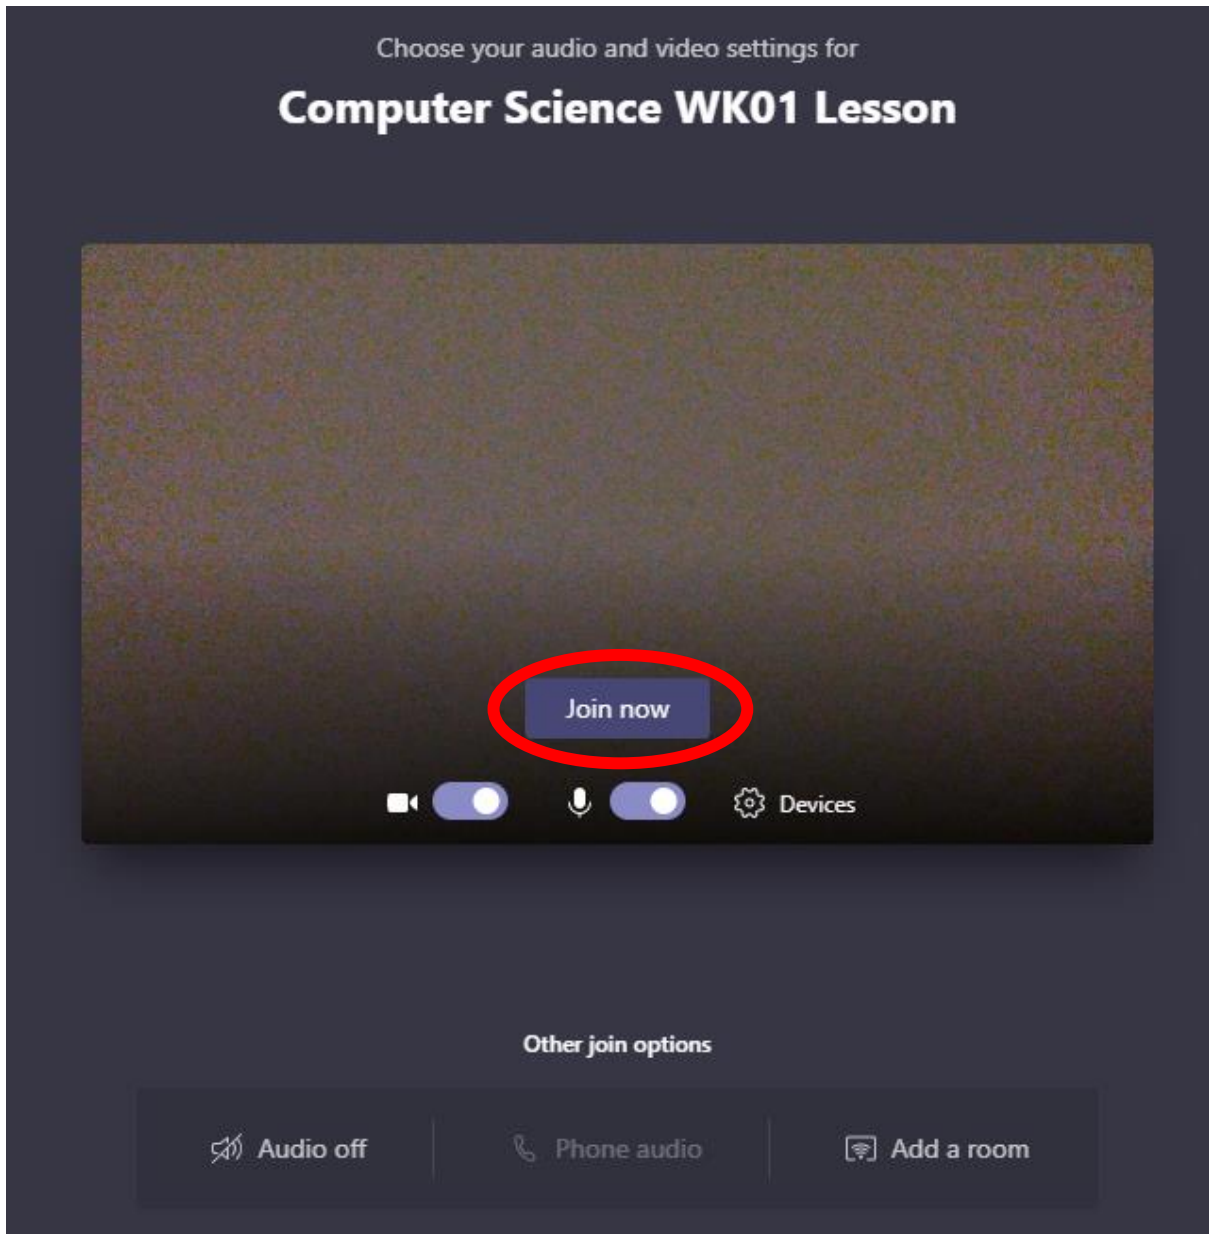 Choose your audio and video settings for
Computer Science WK01 Lesson
Join now
Devices
Other join options
Audio off
Phone audio
Add a room